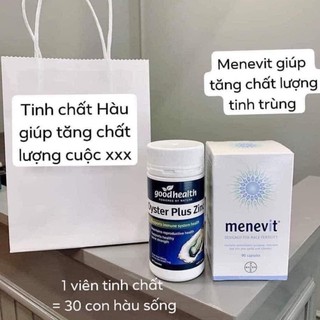 Menevit giúp
tăng chất lượng
tinh trùng
Tinh chất Hàu
giúp tăng chất
lượng cuộc xxx
goodhealth
Oyster Plus Zinc
menevit
1 viên tinh chất
= 30 con hàu sống